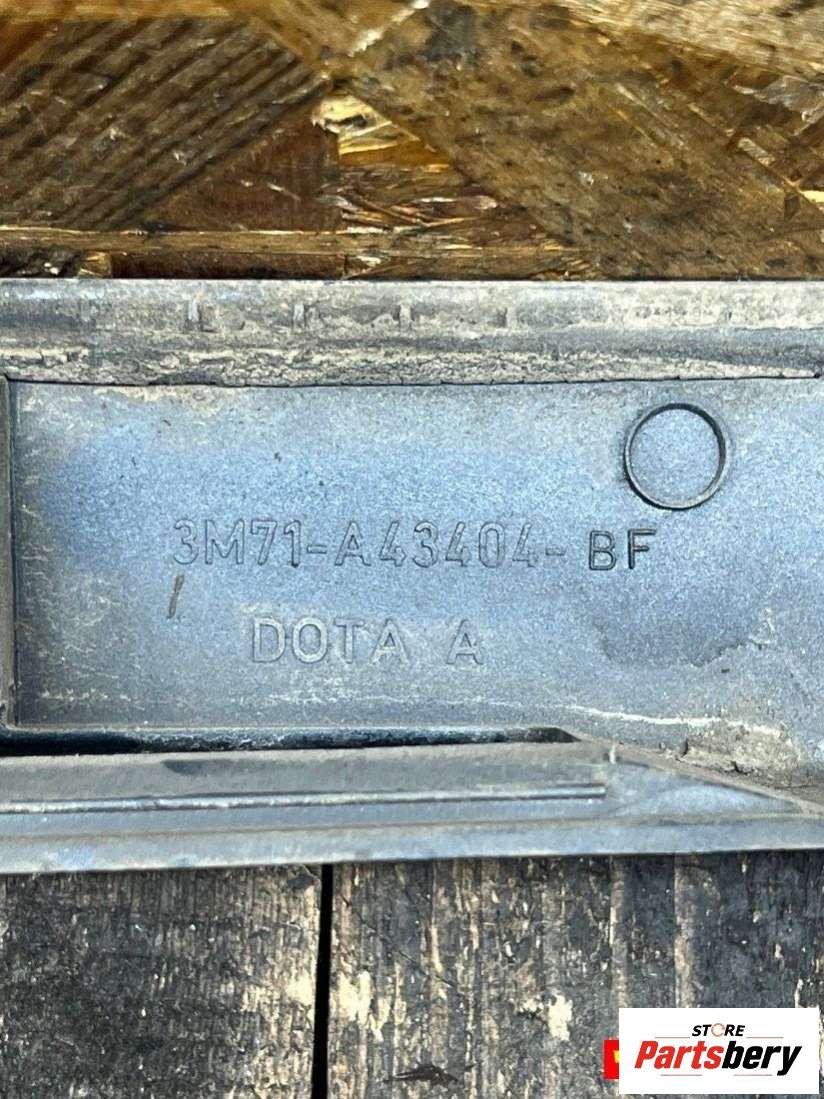 3M71-A43404-BF
DOTA A
STORE
Partsbery